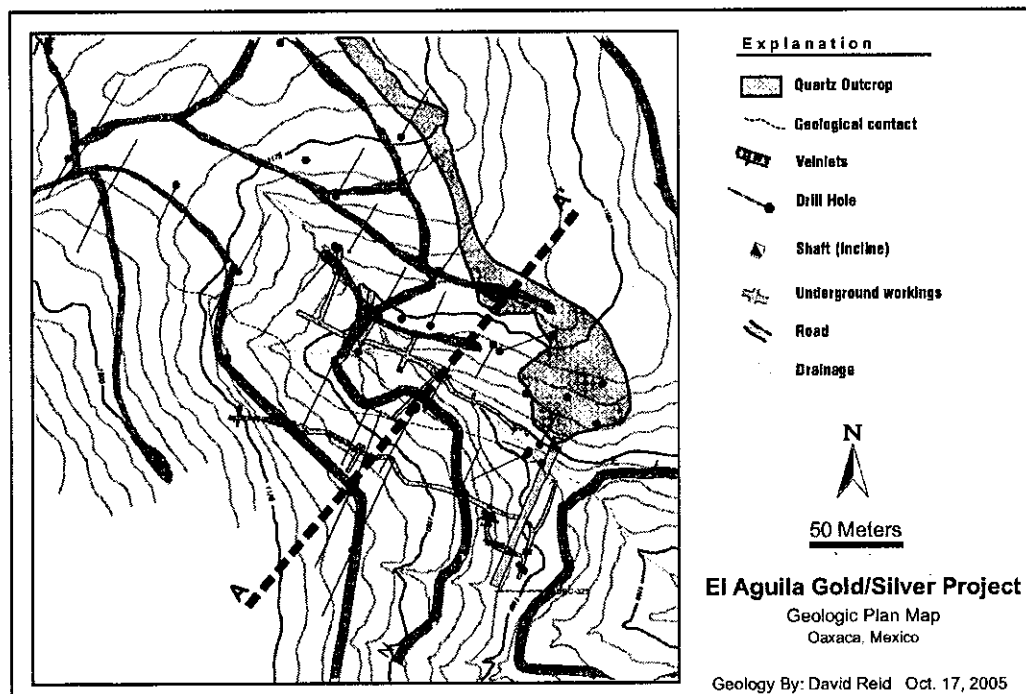 A'
A
Explanation
Quartz Outcrop
Geological contact
Veinlets
Drill Hole
Shaft (Incline)
Underground workings
Road
Drainage
N
50 Meters
El Aguila Gold/Silver Project
Geologic Plan Map
Oaxaca, Mexico
Geology By: David Reid Oct. 17, 2005